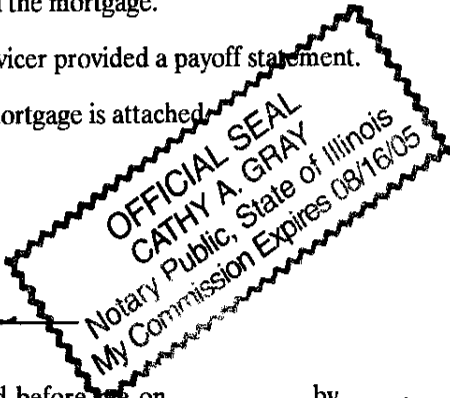 the mortgage.
vicer provided a payoff statement.
ortgage is attached
OFFICIAL SEAL
CATHY A. GRAY
Notary Public, State of Illinois
My Commission Expires 08/16/05
before on by